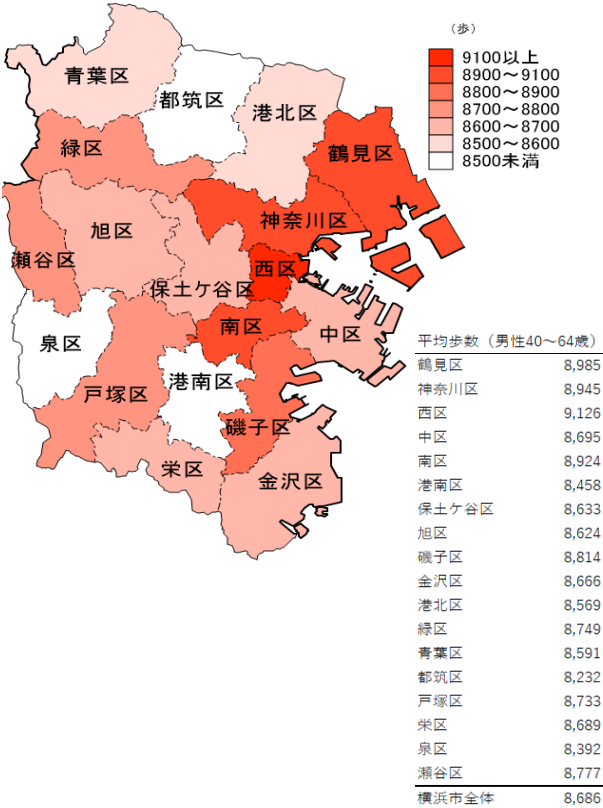 (歩)
9100以上
8900～9100
8800～8900
8700～8800
8600～8700
8500～8600
8500未満
青葉区
都筑区
港北区
緑区
鶴見区
神奈川区
旭区
瀬谷区
西区
保土ケ谷区
南区
中区
泉区
港南区
戸塚区
磯子区
栄区
金沢区
平均歩数（男性40～64歳）
鶴見区 8,985
神奈川区 8,945
西区 9,126
中区 8,695
南区 8,924
港南区 8,458
保土ケ谷区 8,633
旭区 8,624
磯子区 8,814
金沢区 8,666
港北区 8,569
緑区 8,749
青葉区 8,591
都筑区 8,232
戸塚区 8,733
栄区 8,689
泉区 8,392
瀬谷区 8,777
横浜市全体 8,686